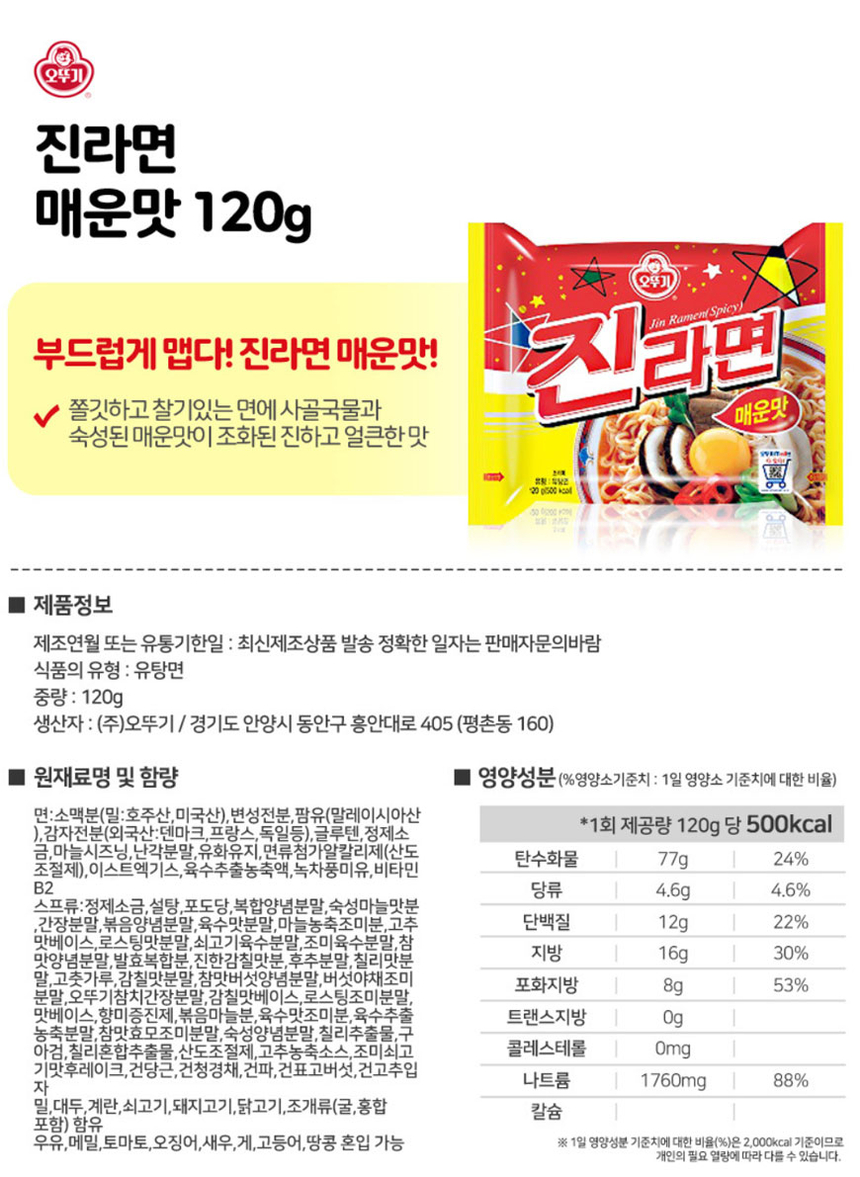 오뚜기
진라면
매운맛 120g
오뚜기
Jin Ramen(Spicy)
진라면
매운맛
120 g(500 kcal)
부드럽게 맵다! 진라면 매운맛!
쫄깃하고 찰기있는 면에 사골국물과
숙성된 매운맛이 조화된 진하고 얼큰한 맛
■ 제품정보
제조연월 또는 유통기한일 : 최신제조상품 발송 정확한 일자는 판매자문의바람
식품의 유형 : 유탕면
중량 : 120g
생산자 : (주)오뚜기 / 경기도 안양시 동안구 흥안대로 405 (평촌동 160)
■ 원재료명 및 함량
면:소맥분(밀:호주산,미국산),변성전분,팜유(말레이시아산
),감자전분(외국산:덴마크,프랑스,독일등),글루텐,정제소
금,마늘시즈닝,난각분말,유화유지,면류첨가알칼리제(산도
조절제),이스트엑기스,육수추출농축액,녹차풍미유,비타민
B2
스프류:정제소금,설탕,포도당,복합양념분말,숙성마늘맛분
,간장분말,볶음양념분말,육수맛분말,마늘농축조미분,고추
맛베이스,로스팅맛분말,쇠고기육수분말,조미육수분말,참
맛양념분말,발효복합분,진한감칠맛분,후추분말,칠리맛분
말,고춧가루,감칠맛분말,참맛버섯양념분말,버섯야채조미
분말,오뚜기참치간장분말,감칠맛베이스,로스팅조미분말,
맛베이스,향미증진제,볶음마늘분,육수맛조미분,육수추출
농축분말,참맛효모조미분말,숙성양념분말,칠리추출물,구
아검,칠리혼합추출물,산도조절제,고추농축소스,조미쇠고
기맛후레이크,건당근,건청경채,건파,건표고버섯,건고추입
자
밀,대두,계란,쇠고기,돼지고기,닭고기,조개류(굴,홍합
포함) 함유
우유,메밀,토마토,오징어,새우,게,고등어,땅콩 혼입 가능
■ 영양성분 (%영양소기준치 : 1일 영양소 기준치에 대한 비율)
*1회 제공량 120g 당 500kcal
탄수화물 77g 24%
당류 4.6g 4.6%
단백질 12g 22%
지방 16g 30%
포화지방 8g 53%
트랜스지방 0g
콜레스테롤 0mg
나트륨 1760mg 88%
칼슘
※ 1일 영양성분 기준치에 대한 비율(%)은 2,000kcal 기준이므로
개인의 필요 열량에 따라 다를 수 있습니다.